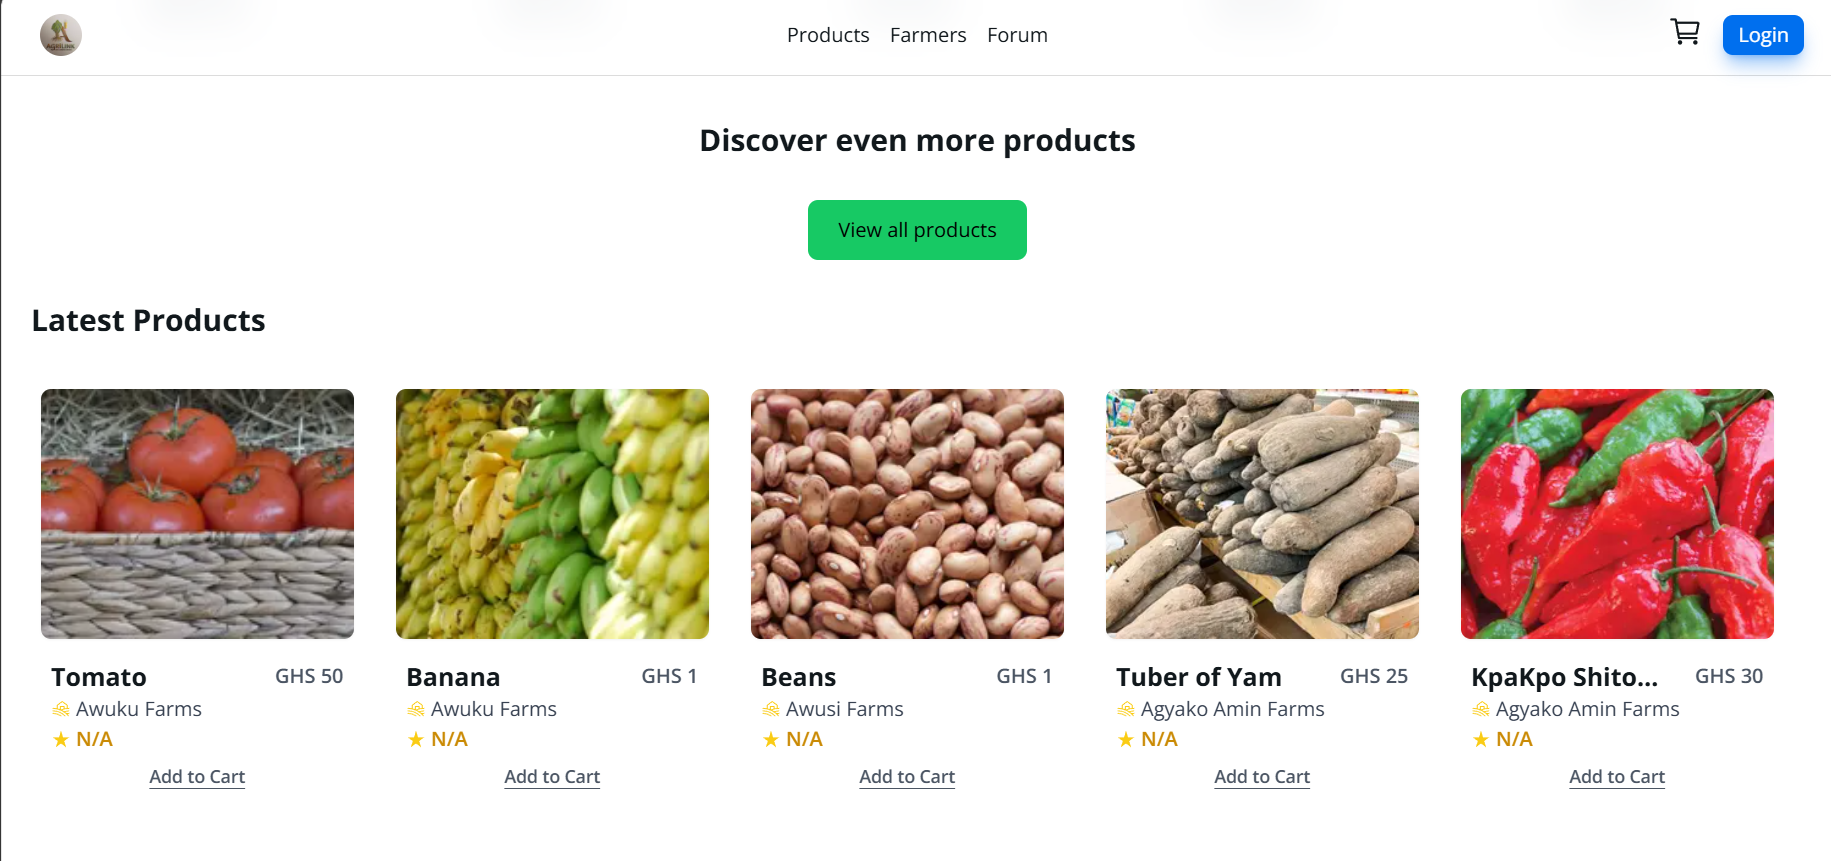 Products Farmers Forum
Login
Discover even more products
View all products
Latest Products
Tomato GHS 50
Awuku Farms
N/A
Add to Cart
Banana GHS 1
Awuku Farms
N/A
Add to Cart
Beans GHS 1
Awusi Farms
N/A
Add to Cart
Tuber of Yam GHS 25
Agyako Amin Farms
N/A
Add to Cart
KpaKpo Shito... GHS 30
Agyako Amin Farms
N/A
Add to Cart